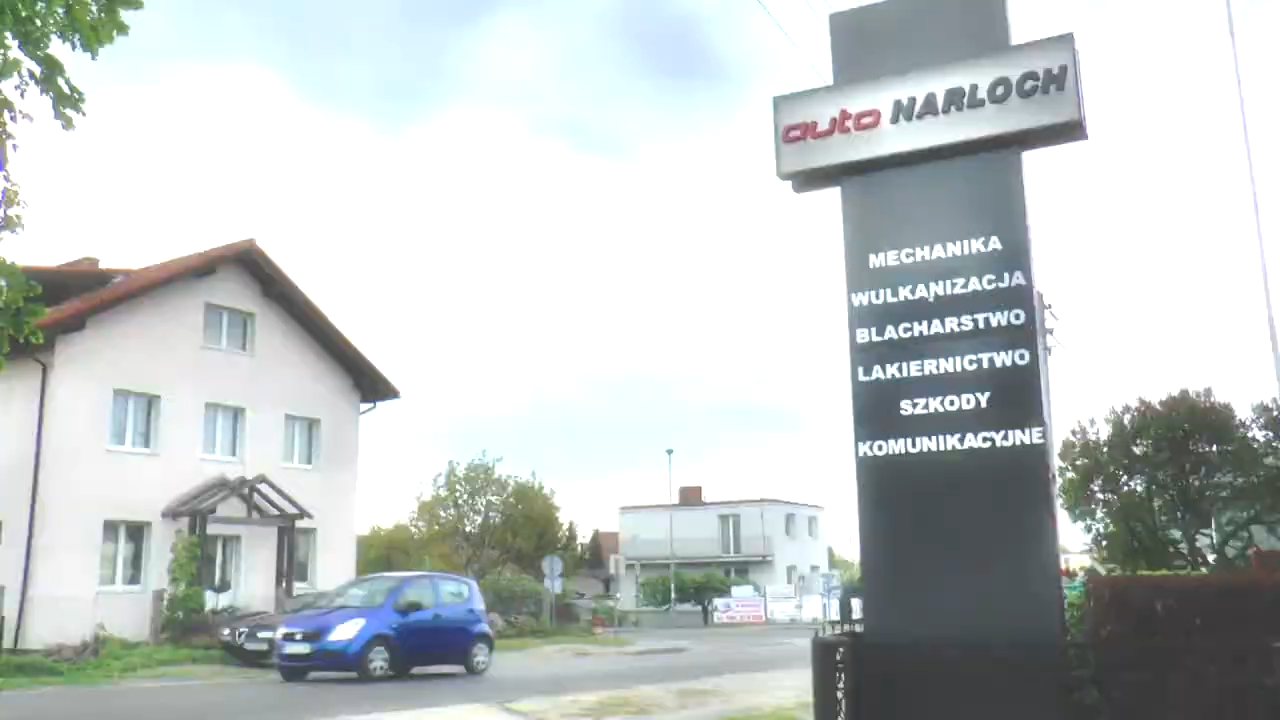 auto NARLOCH
MECHANIKA
WULKANIZACJA
BLACHARSTWO
LAKIERNICTWO
SZKODY
KOMUNIKACYJNE